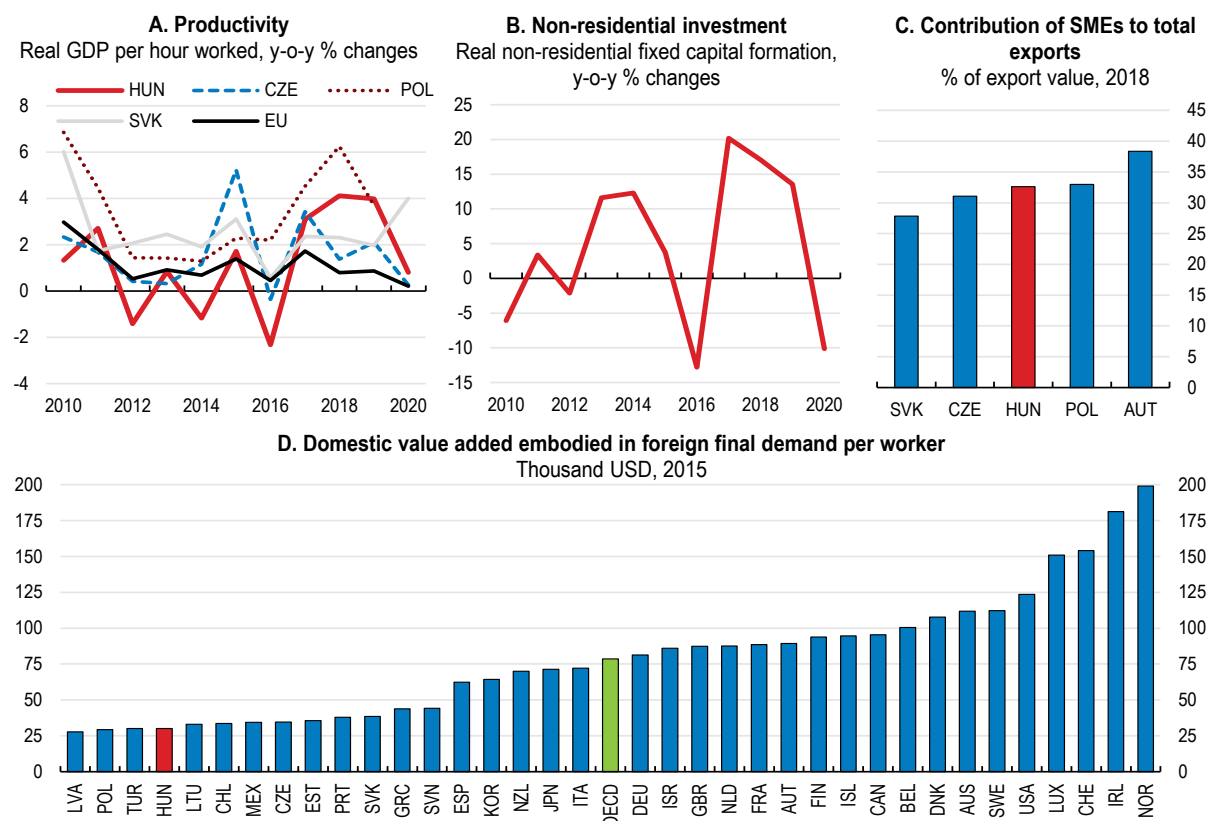 A. Productivity
Real GDP per hour worked, y-o-y % changes
HUN CZE POL
SVK EU
8
6
4
2
0
-2
-4
2010 2012 2014 2016 2018 2020
B. Non-residential investment
Real non-residential fixed capital formation,
y-o-y % changes
25
20
15
10
5
0
-5
-10
-15
2010 2012 2014 2016 2018 2020
C. Contribution of SMEs to total
exports
% of export value, 2018
45
40
35
30
25
20
15
10
5
0
SVK CZE HUN POL AUT
D. Domestic value added embodied in foreign final demand per worker
Thousand USD, 2015
200 200
175 175
150 150
125 125
100 100
75 75
50 50
25 25
0 0
LVA POL TUR HUN LTU CHL MEX CZE EST PRT SVK GRC SVN ESP KOR NZL JPN ITA OECD DEU ISR GBR NLD FRA AUT FIN ISL CAN BEL DNK AUS SWE USA LUX CHE IRL NOR